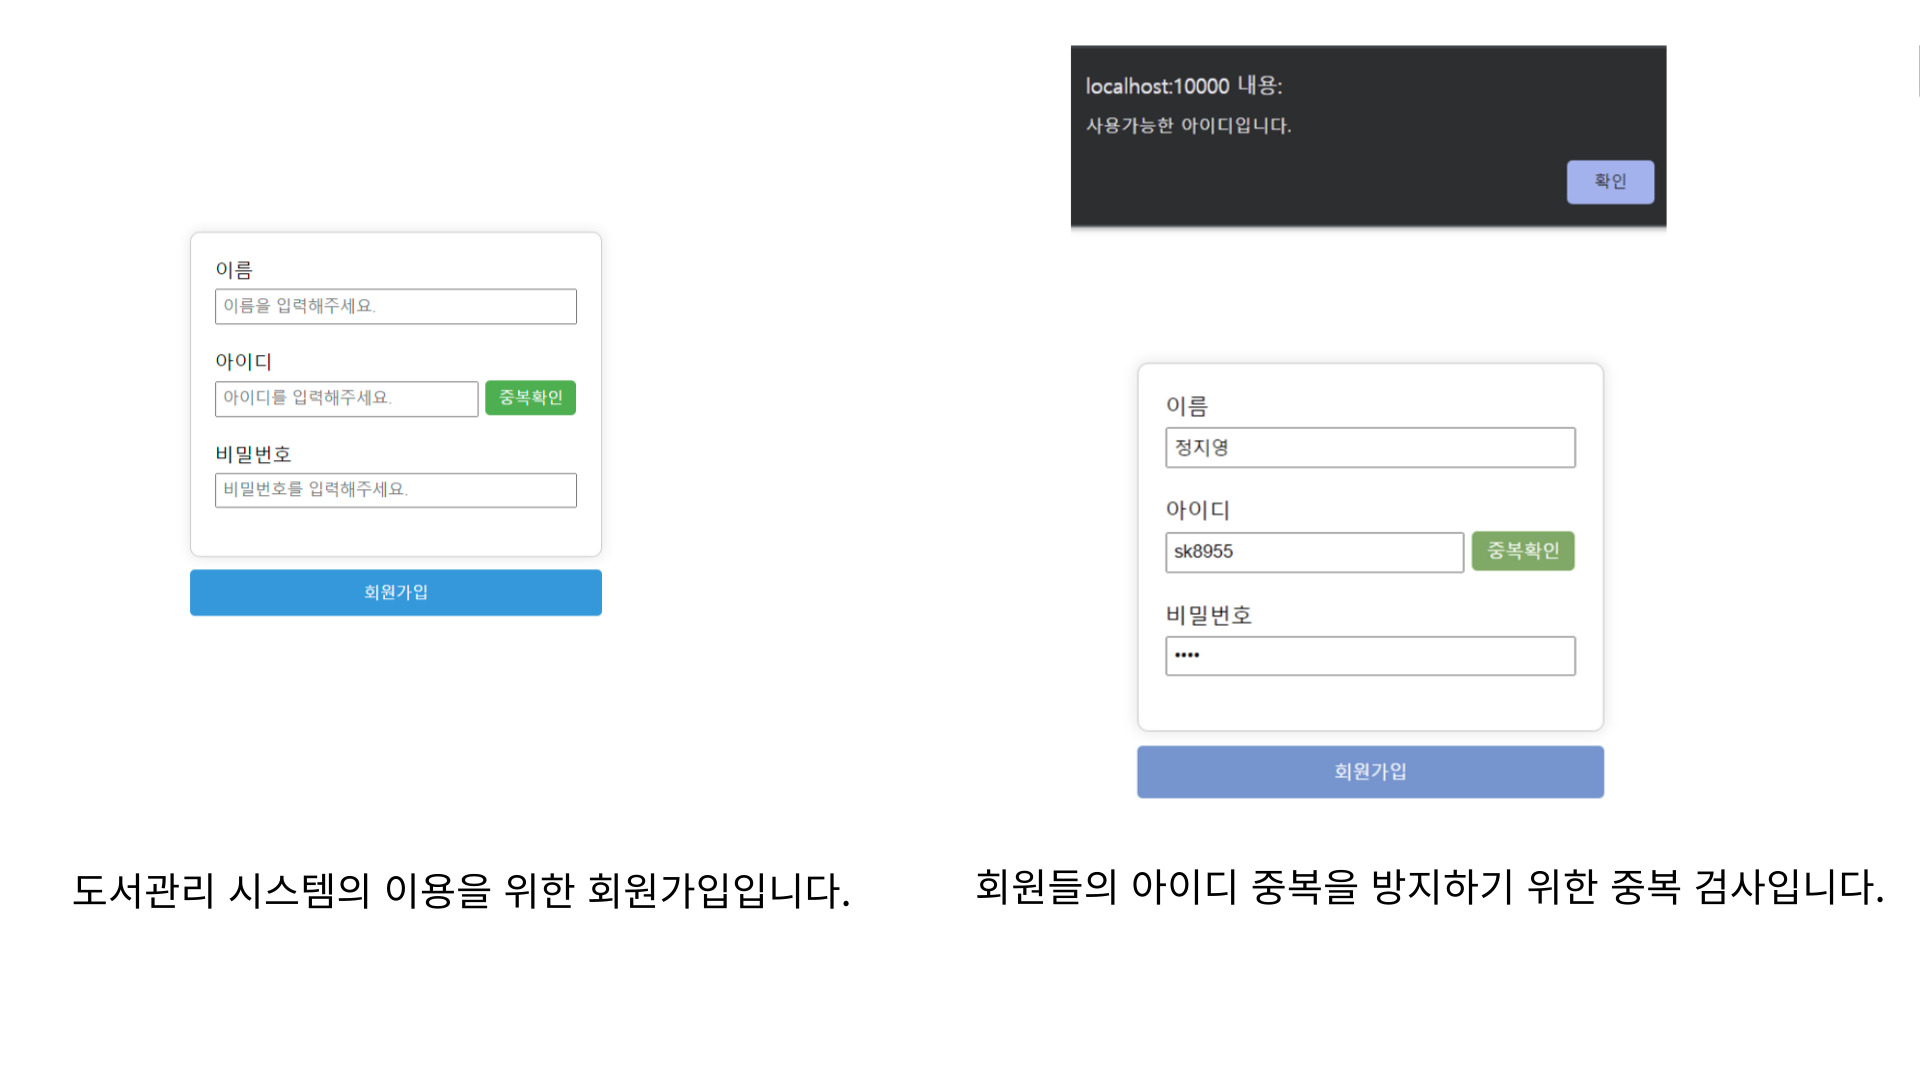 이름
이름을 입력해주세요.
아이디
아이디를 입력해주세요.
중복확인
비밀번호
비밀번호를 입력해주세요.
회원가입
도서관리 시스템의 이용을 위한 회원가입입니다.
localhost:10000 내용:
사용가능한 아이디입니다.
확인
이름
정지영
아이디
sk8955
중복확인
비밀번호
••••
회원가입
회원들의 아이디 중복을 방지하기 위한 중복 검사입니다.